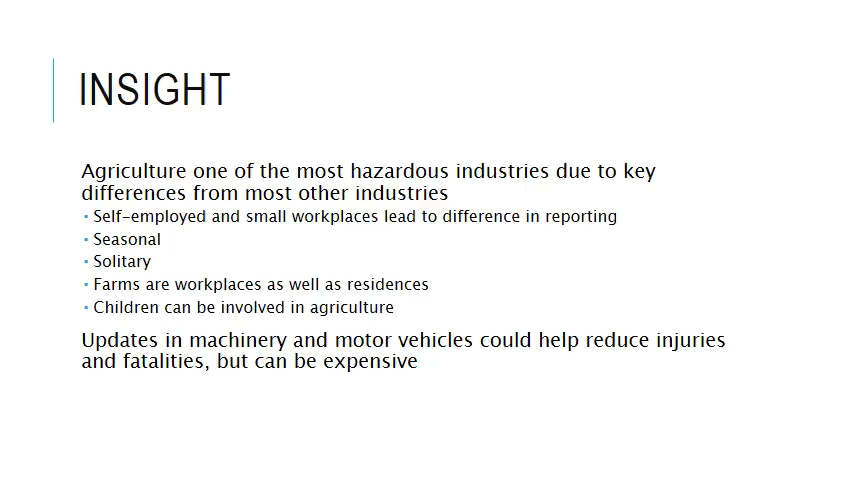 INSIGHT
Agriculture one of the most hazardous industries due to key
differences from most other industries
▪ Self-employed and small workplaces lead to difference in reporting
▪ Seasonal
▪ Solitary
▪ Farms are workplaces as well as residences
▪ Children can be involved in agriculture
Updates in machinery and motor vehicles could help reduce injuries
and fatalities, but can be expensive